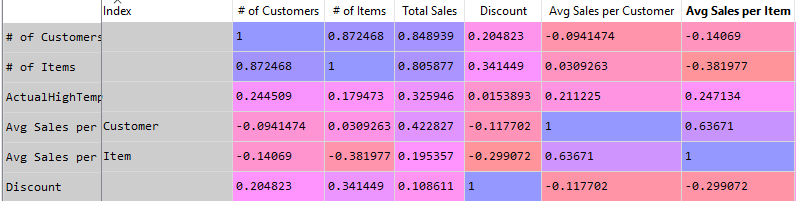 Index # of Customers # of Items Total Sales Discount Avg Sales per Customer Avg Sales per Item
# of Customers 1 0.872468 0.848939 0.204823 -0.0941474 -0.14069
# of Items 0.872468 1 0.805877 0.341449 0.0309263 -0.381977
ActualHighTemp 0.244509 0.179473 0.325946 0.0153893 0.211225 0.247134
Avg Sales per Customer -0.0941474 0.0309263 0.422827 -0.117702 1 0.63671
Avg Sales per Item -0.14069 -0.381977 0.195357 -0.299072 0.63671 1
Discount 0.204823 0.341449 0.108611 1 -0.117702 -0.299072